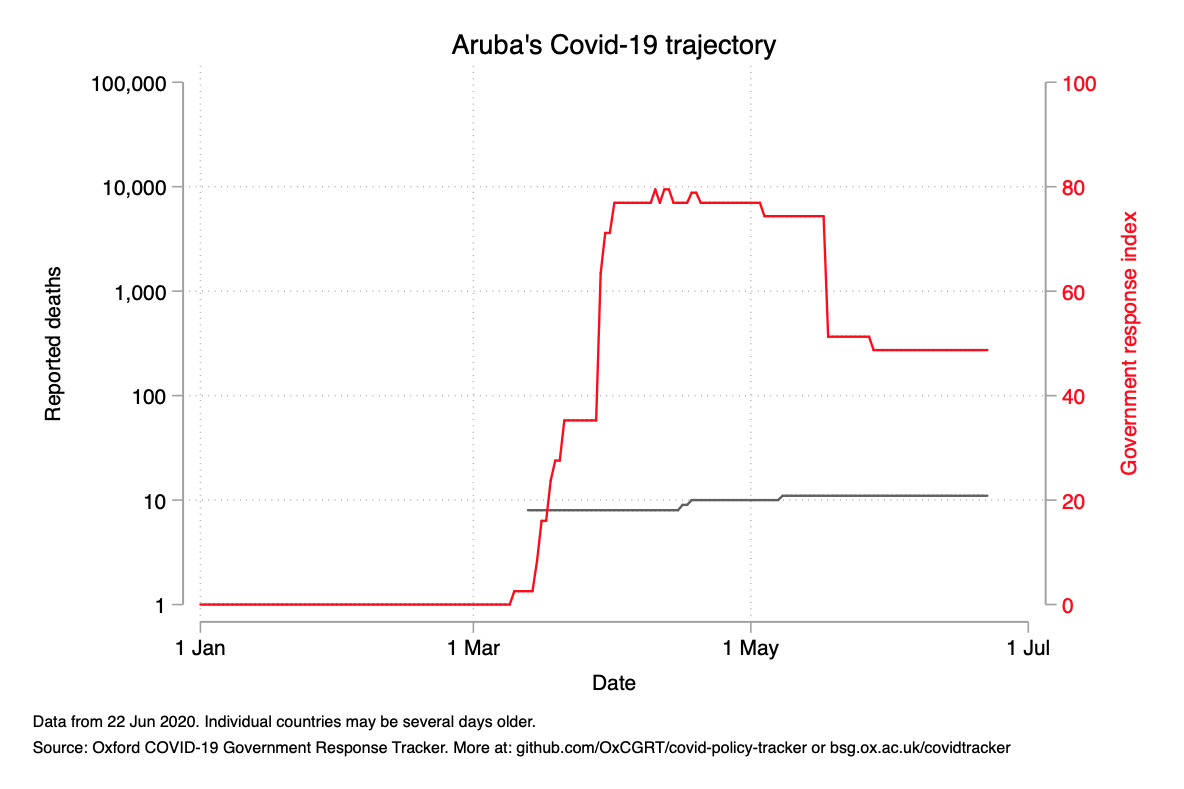 Aruba's Covid-19 trajectory
100,000
10,000
1,000
100
10
1
Reported deaths
100
80
60
40
20
0
Government response index
1 Jan
1 Mar
1 May
1 Jul
Date
Data from 22 Jun 2020. Individual countries may be several days older.
Source: Oxford COVID-19 Government Response Tracker. More at: github.com/OxCGRT/covid-policy-tracker or bsg.ox.ac.uk/covidtracker